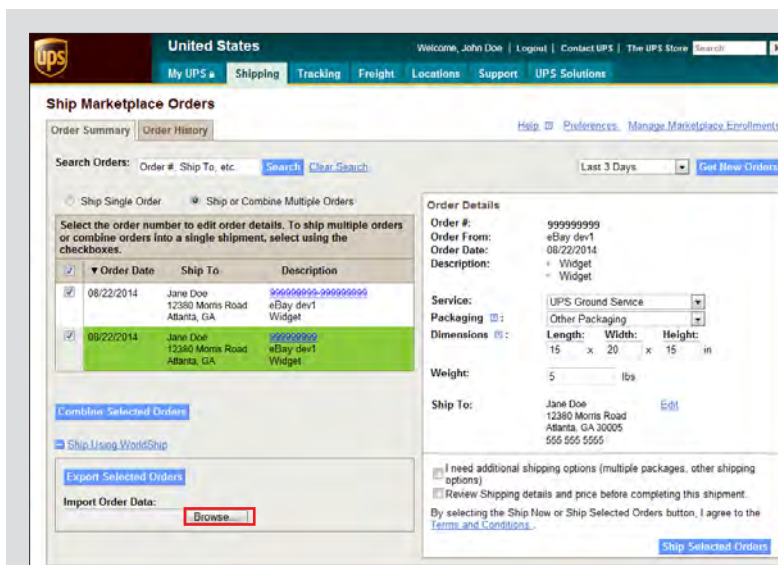 ups
United States
Welcome, John Doe | Logout | Contact UPS | The UPS Store Search
My UPS Shipping Tracking Freight Locations Support UPS Solutions
Ship Marketplace Orders
Order Summary Order History
Help Preferences Manage Marketplace Enrollments
Search Orders: Order #, Ship To, etc. Search Clear Search
Last 3 Days Get New Orders
Ship Single Order Ship or Combine Multiple Orders
Select the order number to edit order details. To ship multiple orders
or combine orders into a single shipment, select using the
checkboxes.
▼ Order Date Ship To Description
08/22/2014 Jane Doe 999999999-999999999
12380 Morris Road eBay dev1
Atlanta, GA Widget
08/22/2014 Jane Doe 999999999
12380 Morris Road eBay dev1
Atlanta, GA Widget
Combine Selected Orders
Ship Using WorldShip
Export Selected Orders
Import Order Data:
Browse...
Order Details
Order #: 999999999
Order From: eBay dev1
Order Date: 08/22/2014
Description: Widget
Widget
Service: UPS Ground Service
Packaging : Other Packaging
Dimensions : Length: Width: Height:
15 x 20 x 15 in
Weight: 5 lbs
Ship To: Jane Doe Edit
12380 Morris Road
Atlanta, GA 30005
555 555 5555
I need additional shipping options (multiple packages, other shipping
options)
Review Shipping details and price before completing this shipment.
By selecting the Ship Now or Ship Selected Orders button, I agree to the
Terms and Conditions .
Ship Selected Orders